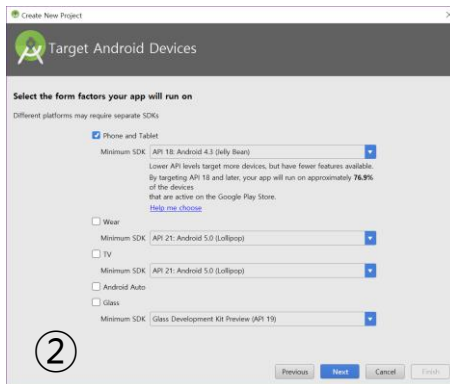 Create New Project
Target Android Devices
Select the form factors your app will run on
Different platforms may require separate SDKs
Phone and Tablet
Minimum SDK API 18: Android 4.3 (Jelly Bean)
Lower API levels target more devices, but have fewer features available.
By targeting API 18 and later, your app will run on approximately 76.9%
of the devices
that are active on the Google Play Store.
Help me choose
Wear
Minimum SDK API 21: Android 5.0 (Lollipop)
TV
Minimum SDK API 21: Android 5.0 (Lollipop)
Android Auto
Glass
Minimum SDK Glass Development Kit Preview (API 19)
②
Previous Next Cancel Finish